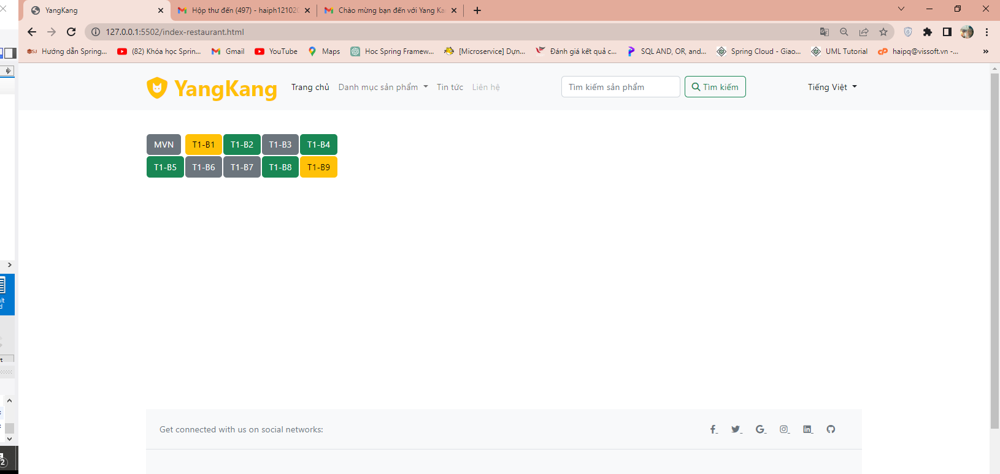 YangKang
Hộp thư đến (497) - haiph12102
Chào mừng bạn đến với Yang Ka
127.0.0.1:5502/index-restaurant.html
Hướng dẫn Spring...
(82) Khóa học Sprin...
Gmail
YouTube
Maps
Hoc Spring Framew...
[Microservice] Dựn...
Đánh giá kết quả c...
SQL AND, OR, and...
Spring Cloud - Giao...
UML Tutorial
haipq@vissoft.vn -...
»
YangKang
Trang chủ
Danh mục sản phẩm
Tin tức
Liên hệ
Tìm kiếm sản phẩm
Tìm kiếm
Tiếng Việt
MVN T1-B1 T1-B2 T1-B3 T1-B4
T1-B5 T1-B6 T1-B7 T1-B8 T1-B9
Get connected with us on social networks:
2